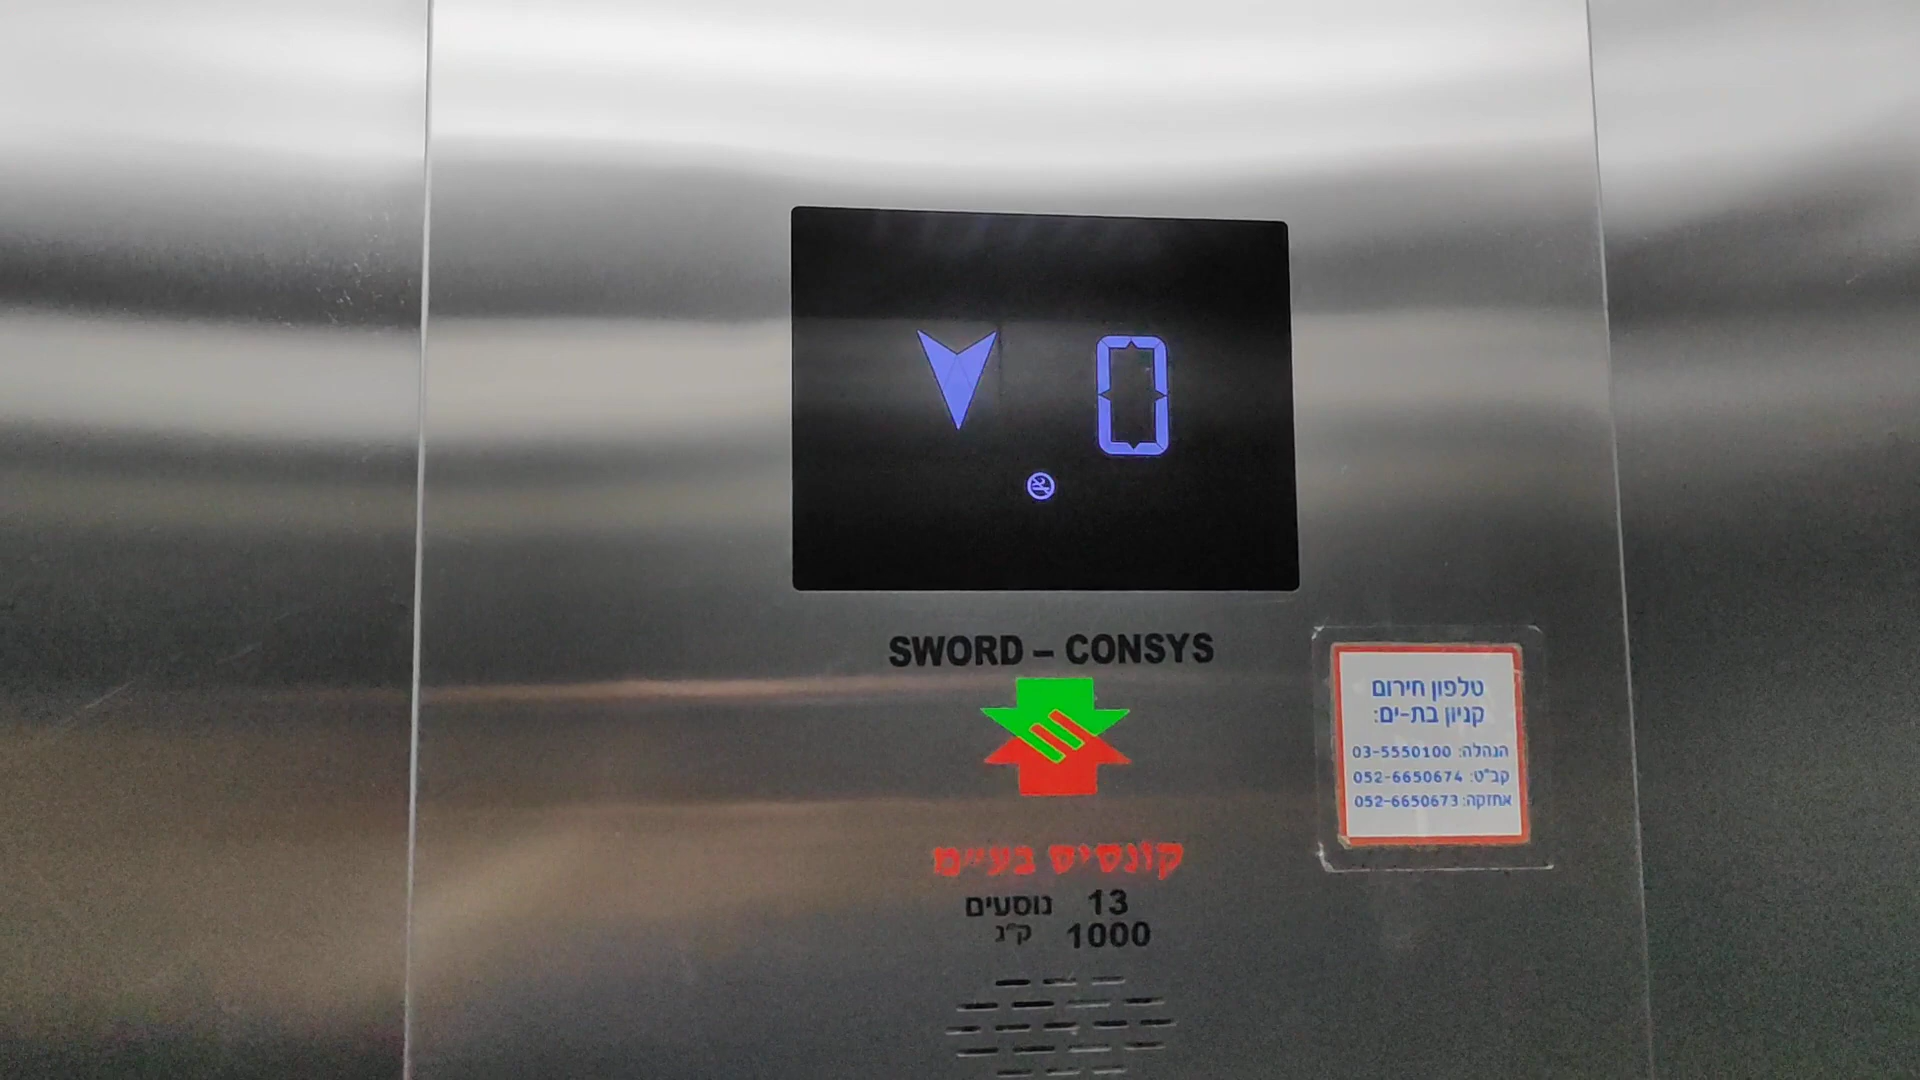 0
SWORD – CONSYS
קונסיס בע״מ
13 נוסעים
1000 ק״ג
טלפון חירום
קניון בת-ים:
הנהלה: 03-5550100
קב"ט: 052-6650674
אחזקה: 052-6650673